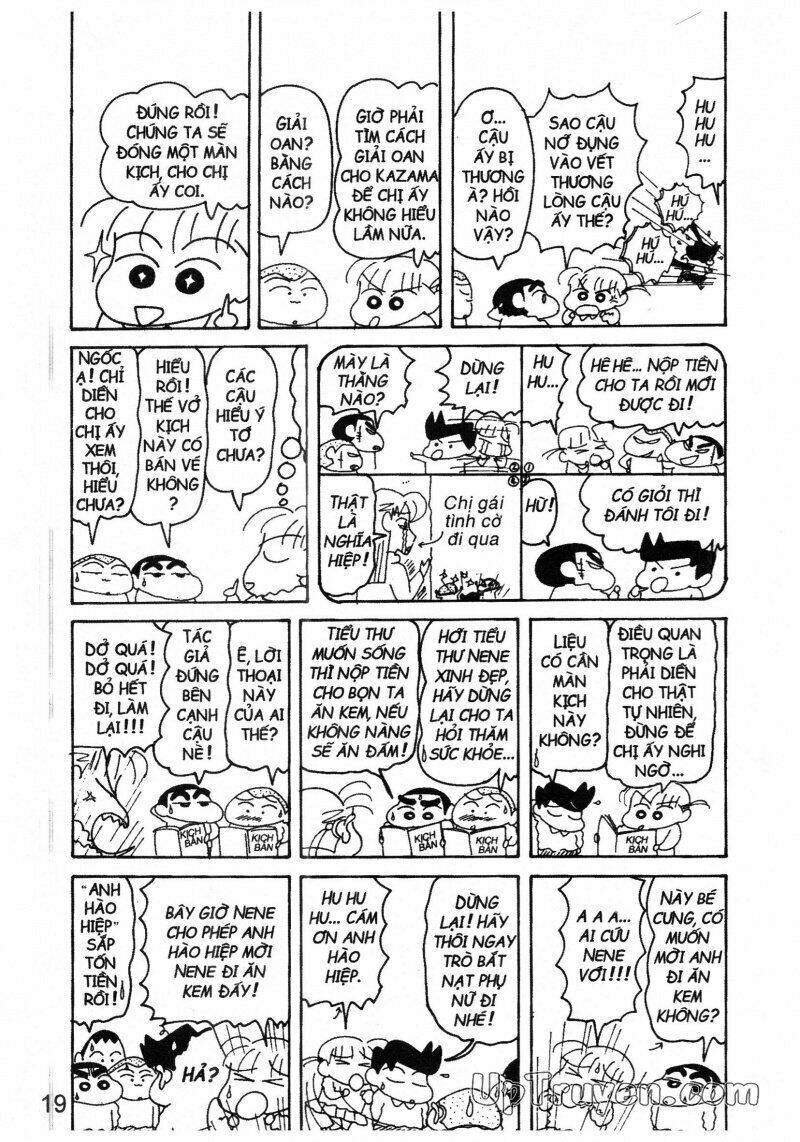 HU
HU
HU
...
HÚ
HÚ...
HÚ
HÚ...
SAO CẬU
NỠ ĐỤNG
VÀO VẾT
THƯƠNG
LÒNG CẬU
ẤY THẾ?
Ơ...
CẬU
ẤY BỊ
THƯƠNG
À? HỒI
NÀO
VẬY?
GIỜ PHẢI
TÌM CÁCH
GIẢI OAN
CHO KAZAMA
ĐỂ CHỊ ẤY
KHÔNG HIỂU
LẦM NỮA.
GIẢI
OAN?
BẰNG
CÁCH
NÀO?
ĐÚNG RỒI!
CHÚNG TA SẼ
ĐÓNG MỘT MÀN
KỊCH, CHO CHỊ
ẤY COI.
HÊ HÊ... NỘP TIỀN
CHO TA RỒI MỚI
ĐƯỢC ĐI!
HU
HU...
DỪNG
LẠI!
MÀY LÀ
THẰNG
NÀO?
CÓ GIỎI THÌ
ĐÁNH TÔI ĐI!
HỪ!
Chị gái
tình cờ
đi qua
THẬT
LÀ
NGHĨA
HIỆP!
CÁC
CẬU
HIỂU Ý
TỚ
CHƯA?
HIỂU
RỒI!
THẾ VỞ
KỊCH
NÀY CÓ
BÁN VÉ
KHÔNG
?
NGỐC
Ạ! CHỈ
DIỄN
CHO
CHỊ ẤY
XEM
THÔI,
HIỂU
CHƯA?
ĐIỀU QUAN
TRỌNG LÀ
PHẢI DIỄN
CHO THẬT
TỰ NHIÊN,
ĐỪNG ĐỂ
CHỊ ẤY NGHI
NGỜ...
LIỆU
CÓ CẦN
MÀN
KỊCH
NÀY
KHÔNG?
KỊCH
BẢN
HỠI TIỂU
THƯ NENE
XINH ĐẸP,
HÃY DỪNG
LẠI CHO TA
HỎI THĂM
SỨC KHỎE...
TIỂU THƯ
MUỐN SỐNG
THÌ NỘP TIỀN
CHO BỌN TA
ĂN KEM, NẾU
KHÔNG NÀNG
SẼ ĂN ĐẤM!
KỊCH
BẢN
KỊCH
BẢN
Ê, LỜI
THOẠI
NÀY
CỦA AI
THẾ?
TÁC
GIẢ
ĐỨNG
BÊN
CẠNH
CẬU
NÈ!
DỞ QUÁ!
DỞ QUÁ!
BỎ HẾT
ĐI, LÀM
LẠI!!!
KỊCH
BẢN
KỊCH
BẢN
NÀY BÉ
CƯNG, CÓ
MUỐN
MỜI ANH
ĐI ĂN
KEM
KHÔNG?
A A A...
AI CỨU
NENE
VỚI!!!
DỪNG
LẠI! HÃY
THÔI NGAY
TRÒ BẮT
NẠT PHỤ
NỮ ĐI
NHÉ!
HU HU
HU... CÁM
ƠN ANH
HÀO
HIỆP.
BÂY GIỜ NENE
CHO PHÉP ANH
HÀO HIỆP MỜI
NENE ĐI ĂN
KEM ĐẤY!
HẢ?
"ANH
HÀO
HIỆP"
SẮP
TỐN
TIỀN
RỒI!
19
UpTruyen.com